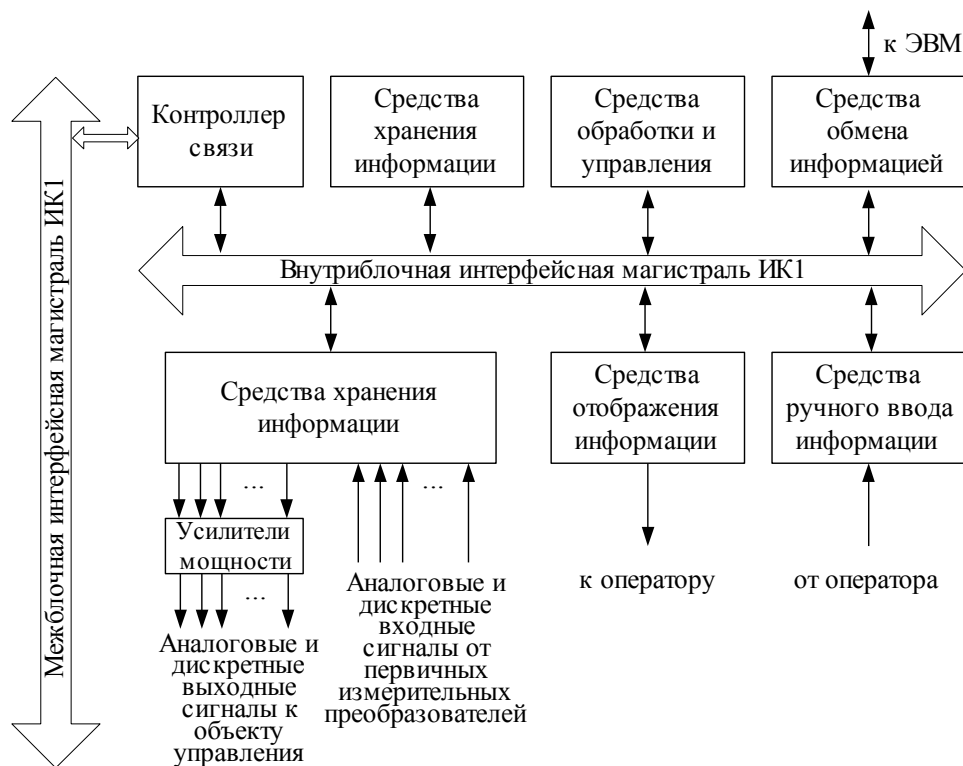 к ЭВМ
Контроллер
связи
Средства
хранения
информации
Средства
обработки и
управления
Средства
обмена
информацией
Межблочная интерфейсная магистраль ИК1
Внутриблочная интерфейсная магистраль ИК1
Средства хранения
информации
Средства
отображения
информации
Средства
ручного ввода
информации
...
...
Усилители
мощности
...
к оператору
от оператора
Аналоговые и
дискретные
входные
сигналы от
первичных
измерительных
преобразователей
Аналоговые и
дискретные
выходные
сигналы к
объекту
управления